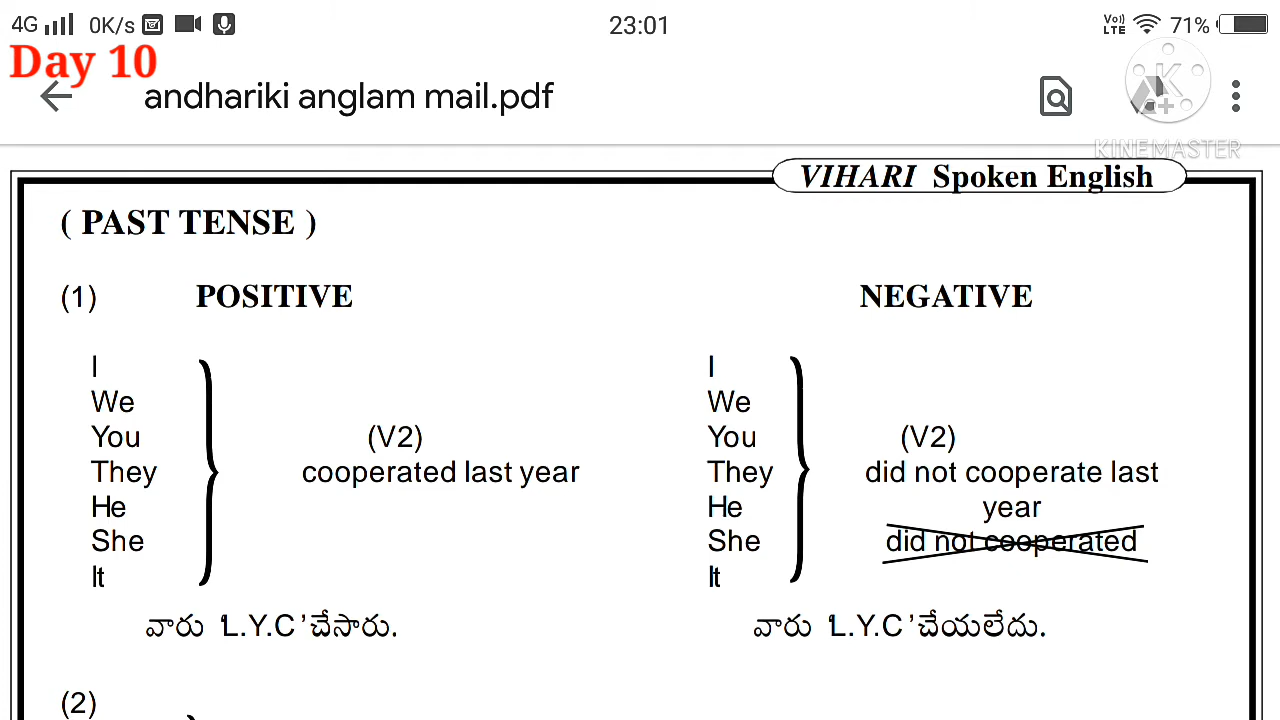 4G 0K/s 23:01 Vo)) LTE 71%
Day 10
andhariki anglam mail.pdf
KINEMASTER
VIHARI Spoken English
( PAST TENSE )
(1) POSITIVE NEGATIVE
I I
We We
You (V2) You (V2)
They cooperated last year They did not cooperate last
He He year
She She did not cooperated
It It
వారు 'L.Y.C' చేసారు. వారు 'L.Y.C' చేయలేదు.
(2)